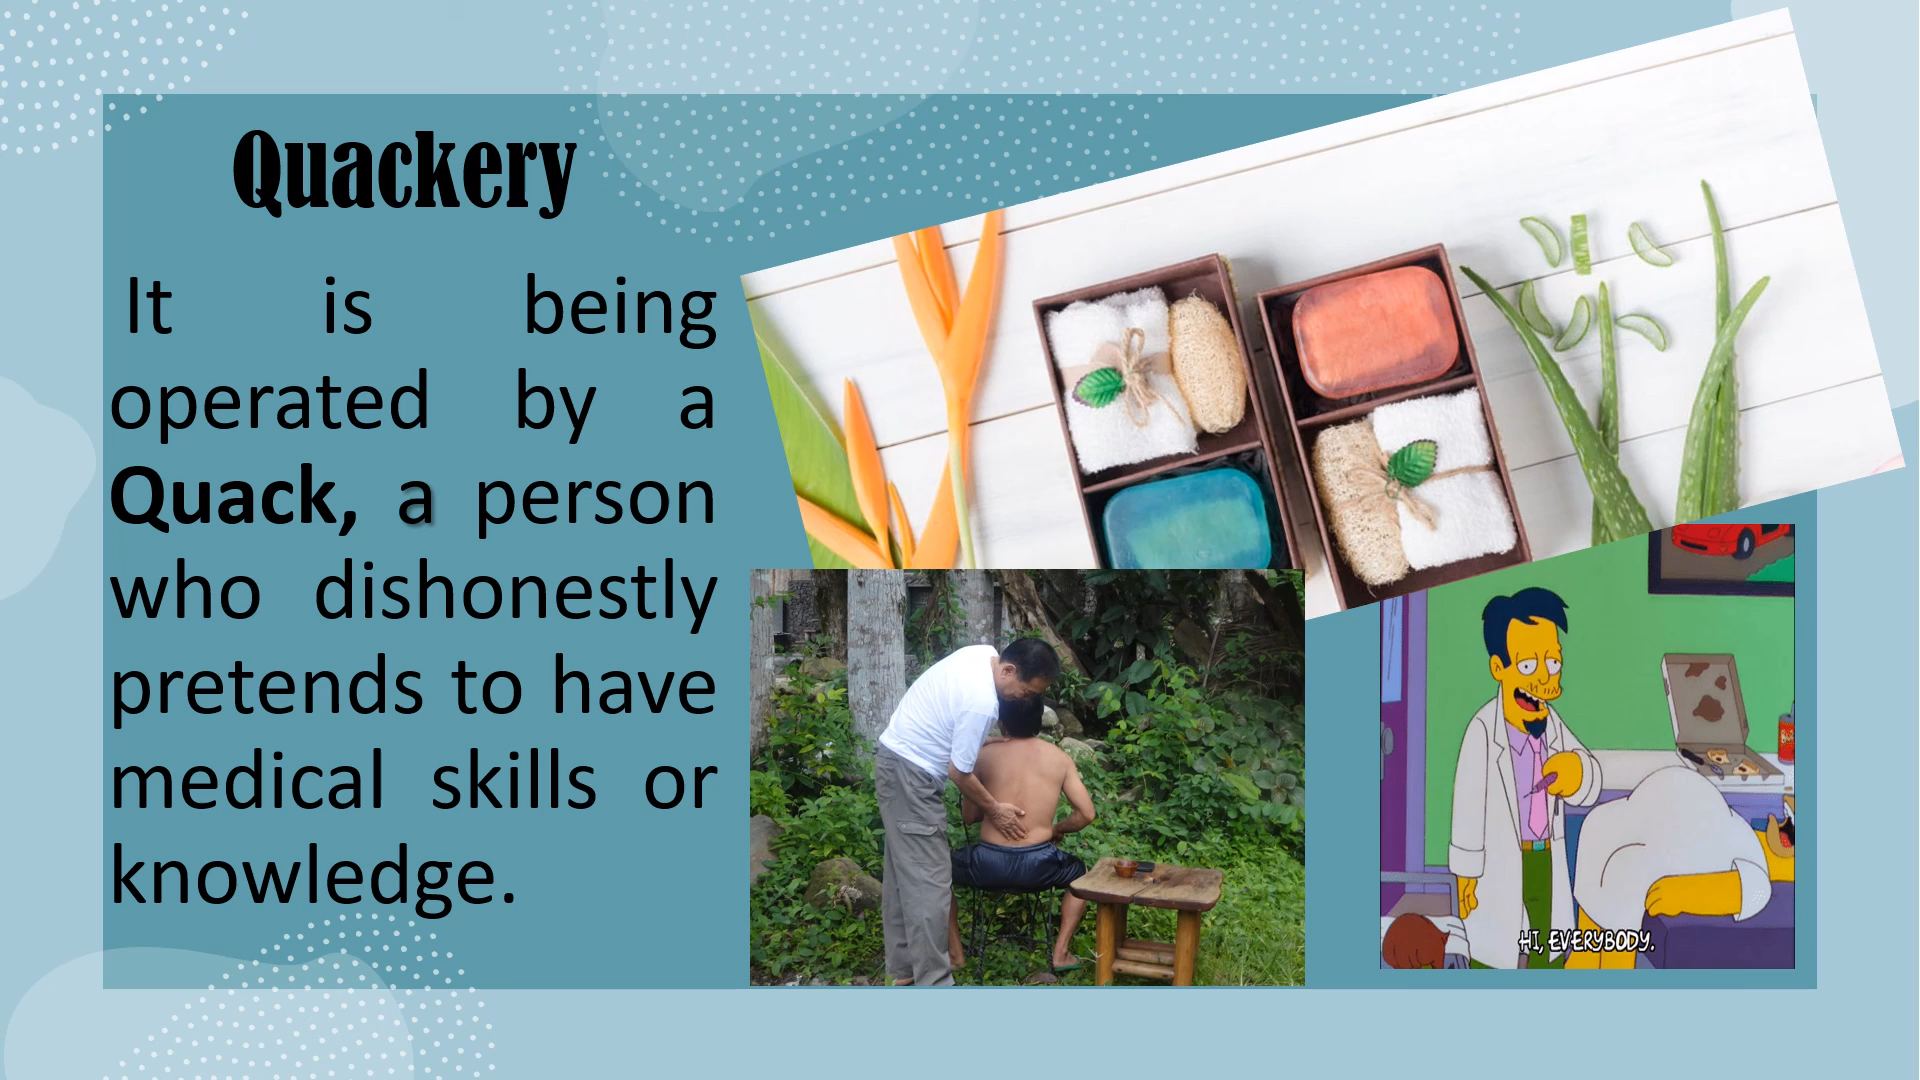 Quackery
It is being
operated by a
Quack, a person
who dishonestly
pretends to have
medical skills or
knowledge.
HI, EVERYBODY.